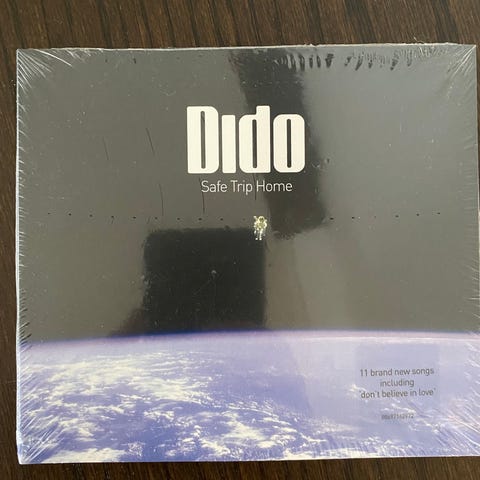 Dido
Safe Trip Home
11 brand new songs
including
'don't believe in love'